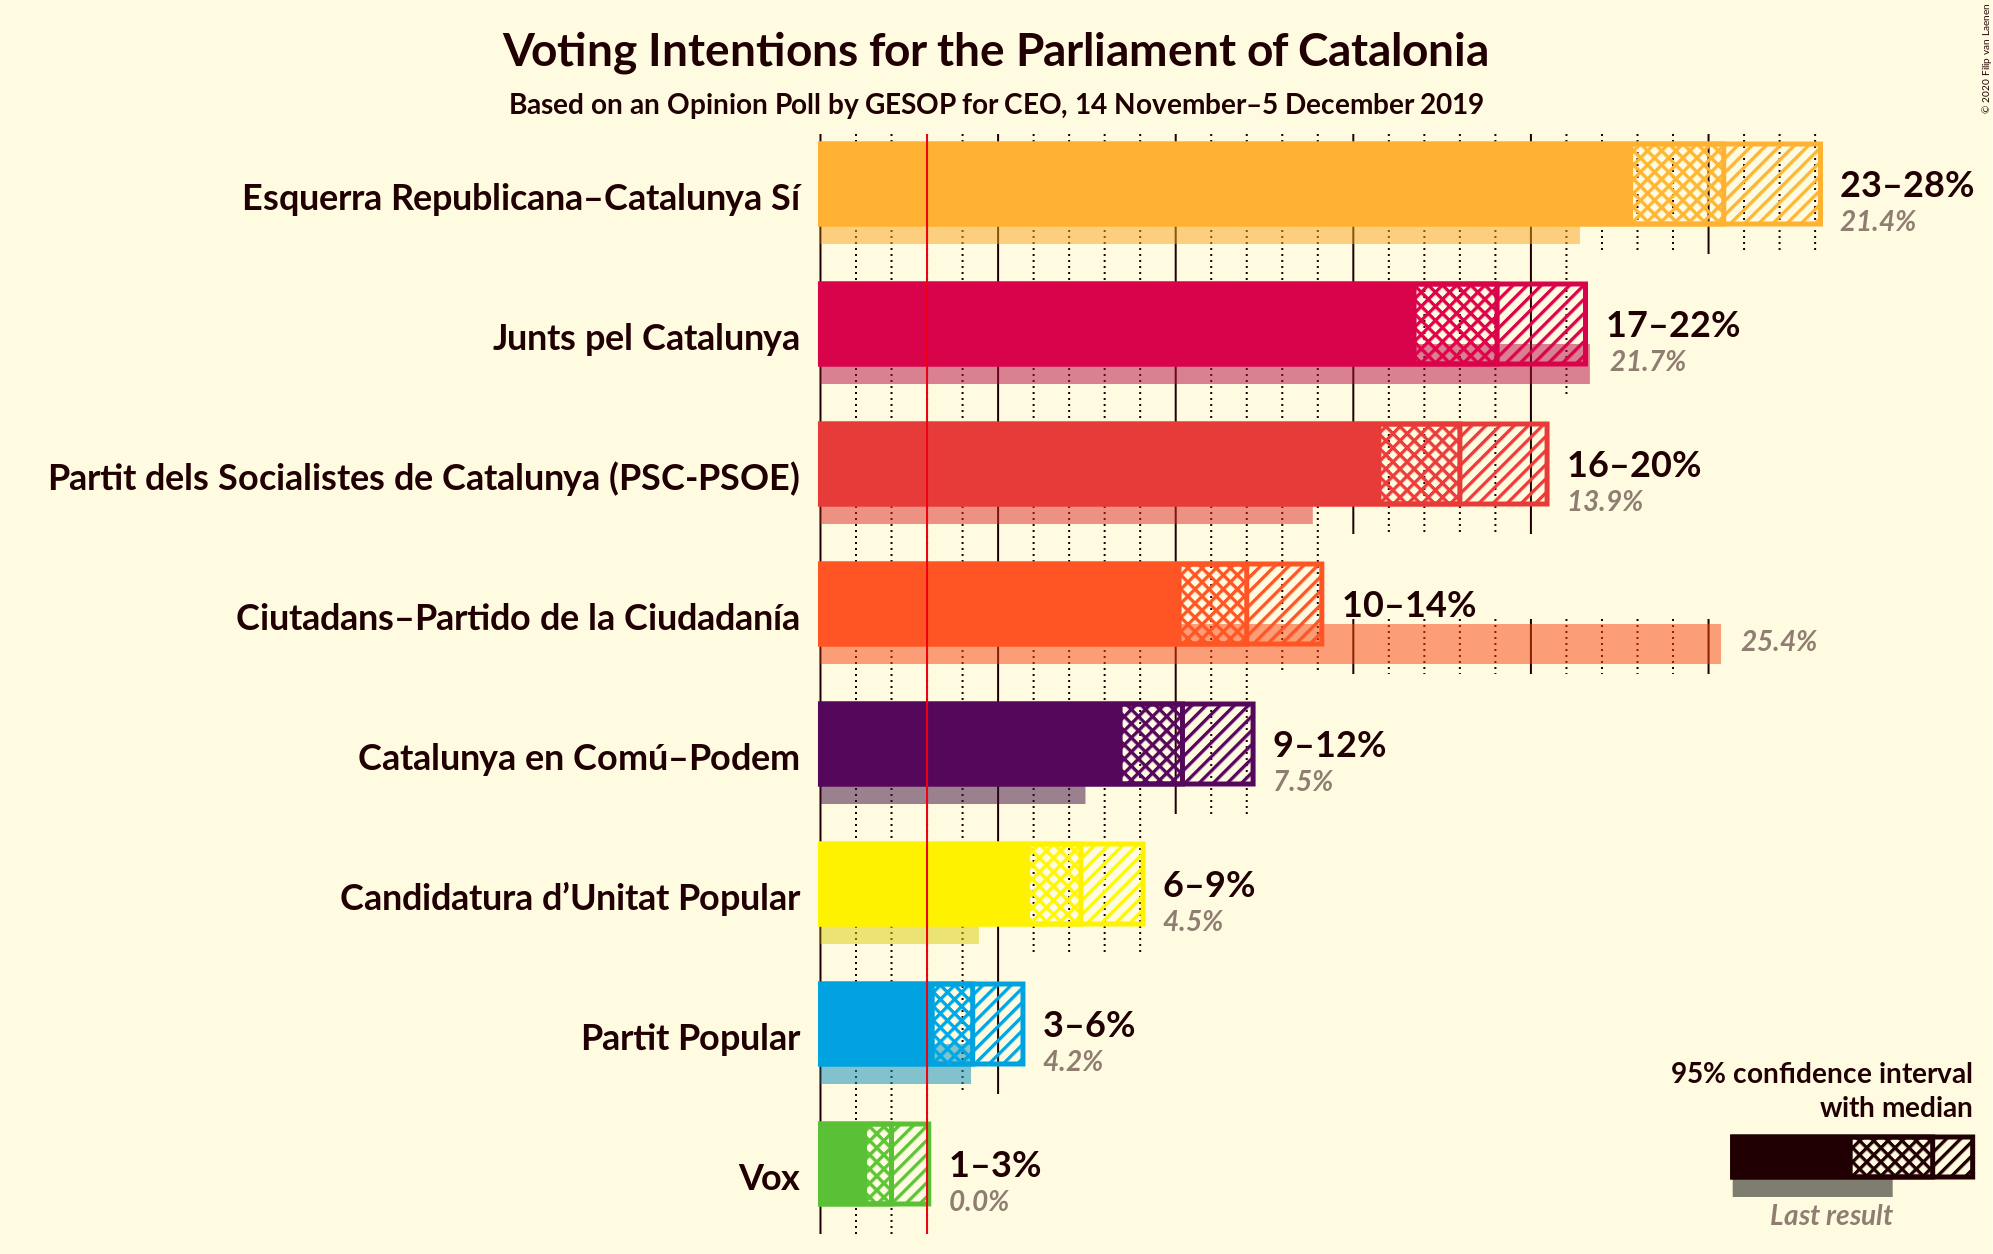 Voting Intentions for the Parliament of Catalonia
Based on an Opinion Poll by GESOP for CEO, 14 November–5 December 2019
© 2020 Filip van Laenen
Esquerra Republicana–Catalunya Sí
23–28%
21.4%
Junts pel Catalunya
17–22%
21.7%
Partit dels Socialistes de Catalunya (PSC-PSOE)
16–20%
13.9%
Ciutadans–Partido de la Ciudadanía
10–14%
25.4%
Catalunya en Comú–Podem
9–12%
7.5%
Candidatura d’Unitat Popular
6–9%
4.5%
Partit Popular
3–6%
4.2%
Vox
1–3%
0.0%
95% confidence interval
with median
Last result